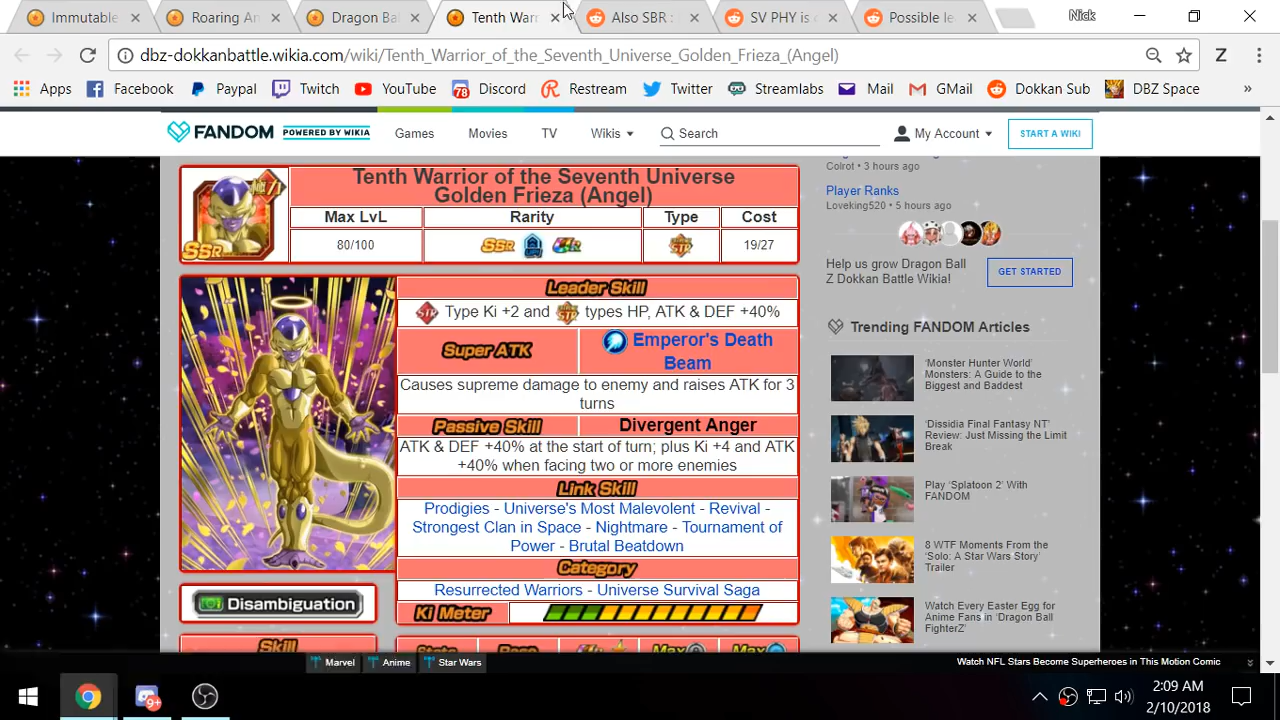 Immutable
Roaring An
Dragon Bal
Tenth Warr
Also SBR :
SV PHY is
Possible le
Nick
dbz-dokkanbattle.wikia.com/wiki/Tenth_Warrior_of_the_Seventh_Universe_Golden_Frieza_(Angel)
Z
Apps
Facebook
Paypal
Twitch
YouTube
78
Discord
Restream
Twitter
Streamlabs
Mail
GMail
Dokkan Sub
DBZ Space
»
FANDOM POWERED BY WIKIA
Games
Movies
TV
Wikis
Search
My Account
START A WIKI
Tenth Warrior of the Seventh Universe
Golden Frieza (Angel)
SSR
Max LvL
Rarity
Type
Cost
80/100
SSR
STR
19/27
Leader Skill
STR Type Ki +2 and STR types HP, ATK & DEF +40%
Super ATK
Emperor's Death
Beam
Causes supreme damage to enemy and raises ATK for 3
turns
Passive Skill
Divergent Anger
ATK & DEF +40% at the start of turn; plus Ki +4 and ATK
+40% when facing two or more enemies
Link Skill
Prodigies - Universe's Most Malevolent - Revival -
Strongest Clan in Space - Nightmare - Tournament of
Power - Brutal Beatdown
Category
Resurrected Warriors - Universe Survival Saga
Ki Meter
Disambiguation
Skill
Colrot • 3 hours ago
Player Ranks
Loveking520 • 5 hours ago
Help us grow Dragon Ball
Z Dokkan Battle Wikia!
GET STARTED
Trending FANDOM Articles
'Monster Hunter World'
Monsters: A Guide to the
Biggest and Baddest
'Dissidia Final Fantasy NT'
Review: Just Missing the Limit
Break
Play 'Splatoon 2' With
FANDOM
8 WTF Moments From the
'Solo: A Star Wars Story'
Trailer
Watch Every Easter Egg for
Anime Fans in 'Dragon Ball
FighterZ'
Marvel
Anime
Star Wars
Watch NFL Stars Become Superheroes in This Motion Comic
9+
2:09 AM
2/10/2018